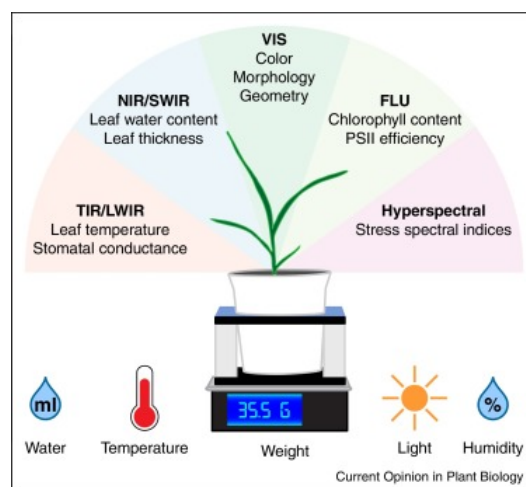 VIS
Color
Morphology
Geometry
NIR/SWIR
Leaf water content
Leaf thickness
FLU
Chlorophyll content
PSII efficiency
TIR/LWIR
Leaf temperature
Stomatal conductance
Hyperspectral
Stress spectral indices
ml
35.5 G
%
Water
Temperature
Weight
Light
Humidity
Current Opinion in Plant Biology